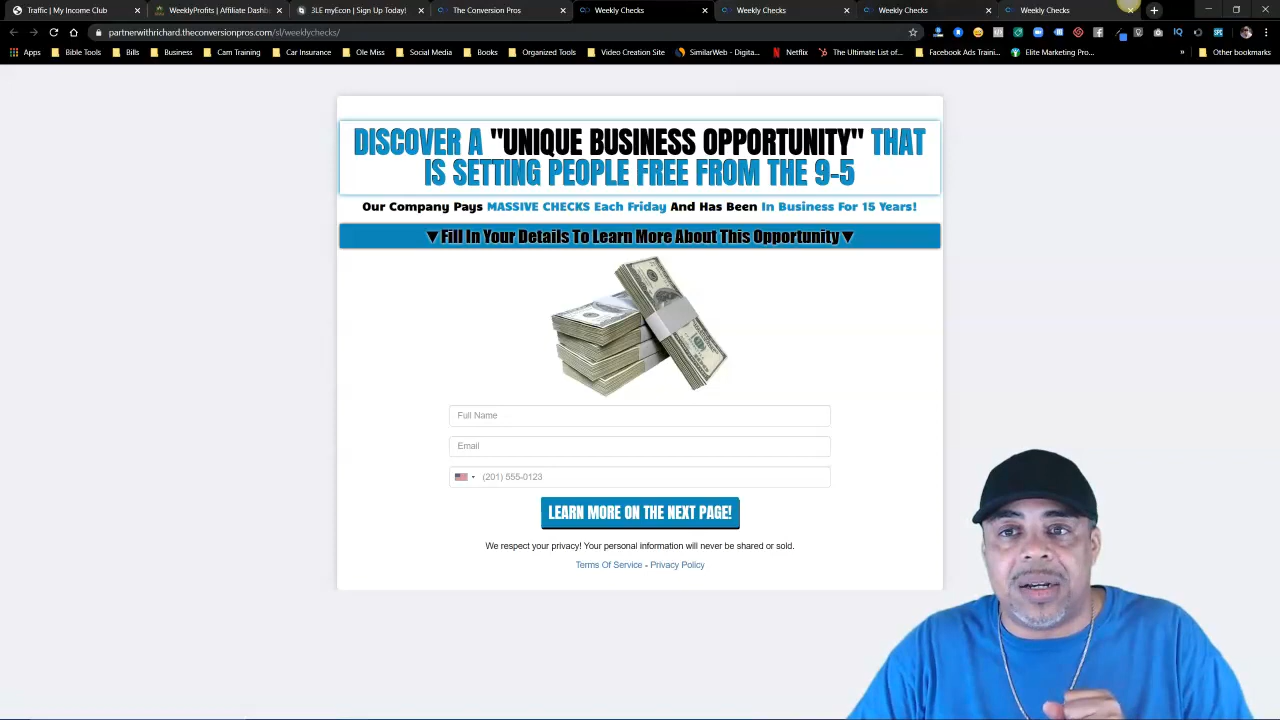 Traffic | My Income Club
WeeklyProfits | Affiliate Dashb
3LE myEcon | Sign Up Today!
The Conversion Pros
Weekly Checks
Weekly Checks
Weekly Checks
Weekly Checks
partnerwithrichard.theconversionpros.com/sl/weeklychecks/
Apps
Bible Tools
Bills
Business
Cam Training
Car Insurance
Ole Miss
Social Media
Books
Organized Tools
Video Creation Site
SimilarWeb - Digita...
Netflix
The Ultimate List of...
Facebook Ads Traini...
Elite Marketing Pro...
»
Other bookmarks
DISCOVER A "UNIQUE BUSINESS OPPORTUNITY" THAT
IS SETTING PEOPLE FREE FROM THE 9-5
Our Company Pays MASSIVE CHECKS Each Friday And Has Been In Business For 15 Years!
▼Fill In Your Details To Learn More About This Opportunity▼
Full Name
Email
(201) 555-0123
LEARN MORE ON THE NEXT PAGE!
We respect your privacy! Your personal information will never be shared or sold.
Terms Of Service - Privacy Policy